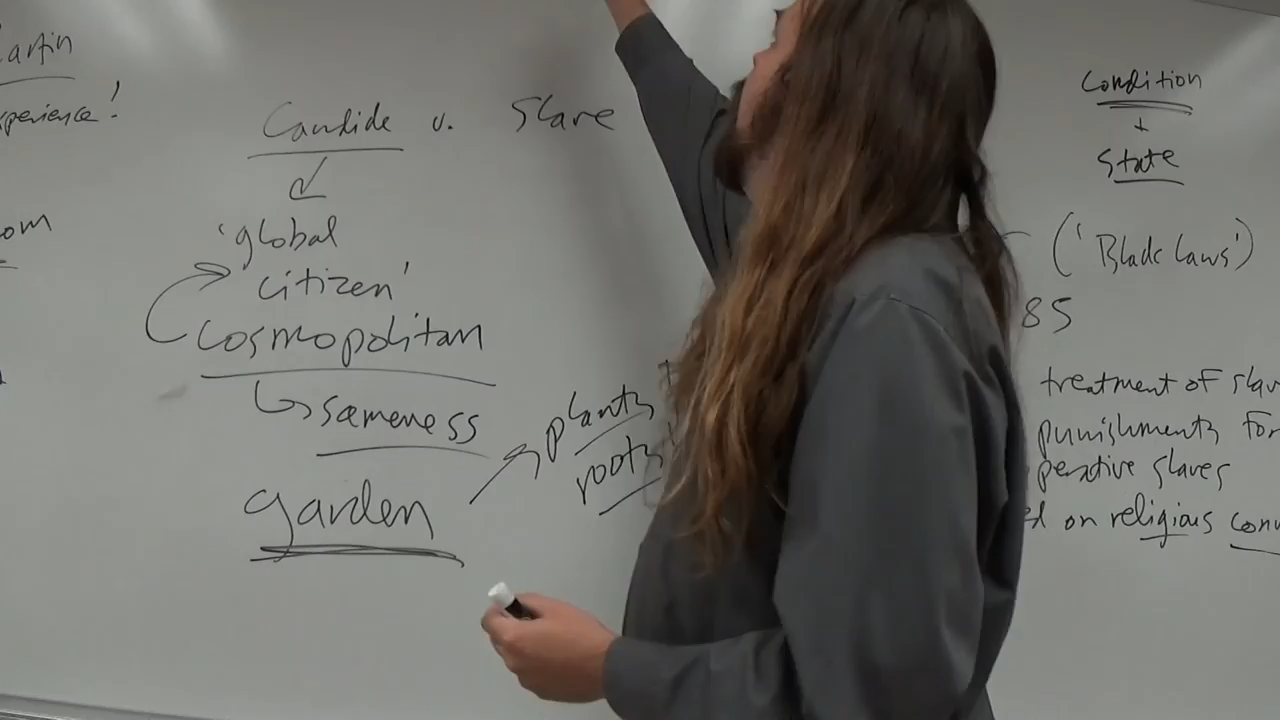 artin
xperience!
om
Candide v. Slave
'global
citizen'
cosmopolitan
sameness
garden
plants
roots
Condition
+
State
('Black Laws')
85
treatment of slav
punishments for
perative slaves
d on religious conv